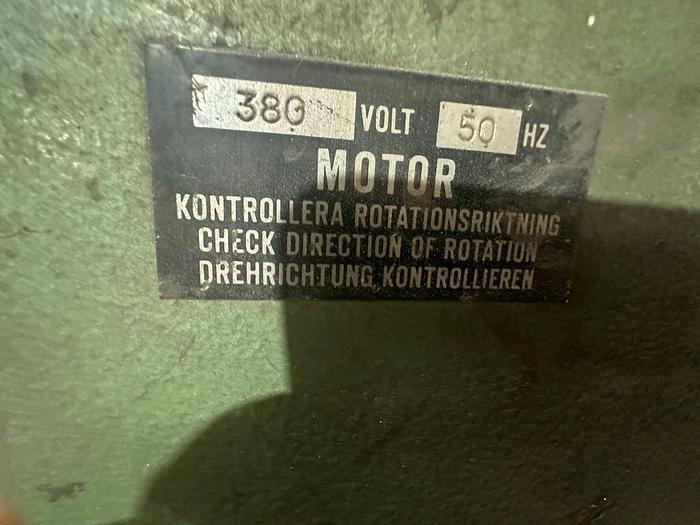 380 VOLT 50 HZ
MOTOR
KONTROLLERA ROTATIONSRIKTNING
CHECK DIRECTION OF ROTATION
DREHRICHTUNG KONTROLLIEREN